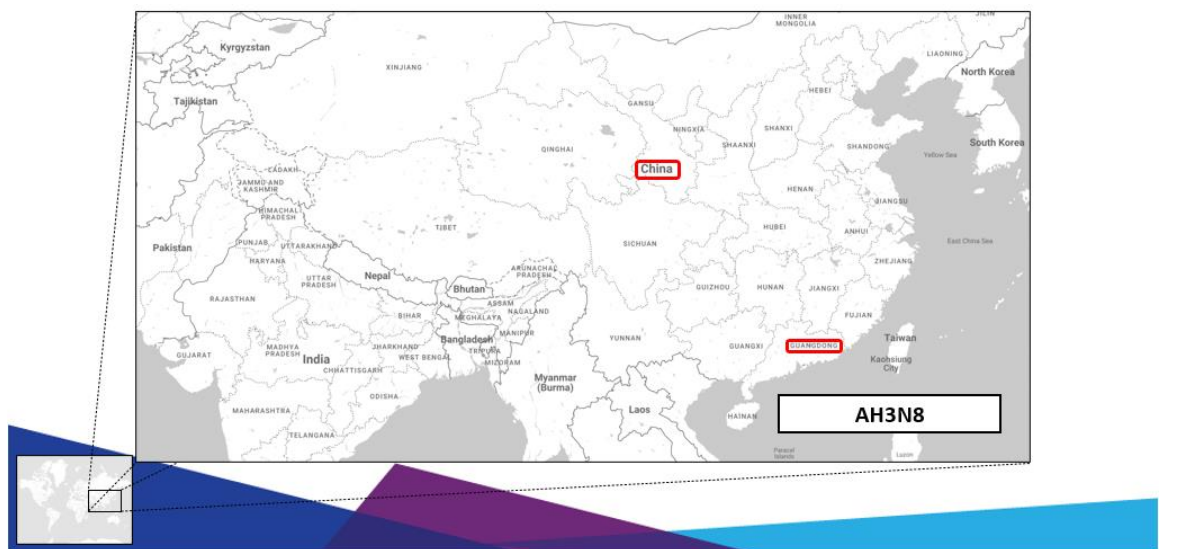 INNER
MONGOLIA
JILIN
Kyrgyzstan
LIAONING
XINJIANG
North Korea
HEBEI
Tajikistan
GANSU
NINGXIA
SHANXI
SHAANXI
SHANDONG
South Korea
QINGHAI
Yellow Sea
China
LADAKH
JAMMU AND
KASHMIR
HENAN
JIANGSU
HIMACHAL
PRADESH
TIBET
HUBEI
ANHUI
Pakistan
PUNJAB
UTTARAKHAND
SICHUAN
East China Sea
HARYANA
ZHEJIANG
Nepal
ARUNACHAL
PRADESH
UTTAR
PRADESH
Bhutan
GUIZHOU
HUNAN
JIANGXI
RAJASTHAN
ASSAM
NAGALAND
BIHAR
MEGHALAYA
FUJIAN
MANIPUR
Bangladesh
YUNNAN
Taiwan
GUJARAT
MADHYA
PRADESH
JHARKHAND
TRIPURA
GUANGXI
GUANGDONG
India
WEST BENGAL
MIZORAM
Kaohsiung
City
CHHATTISGARH
Myanmar
(Burma)
ODISHA
MAHARASHTRA
Laos
HAINAN
AH3N8
TELANGANA
Paracel
Islands
Luzon